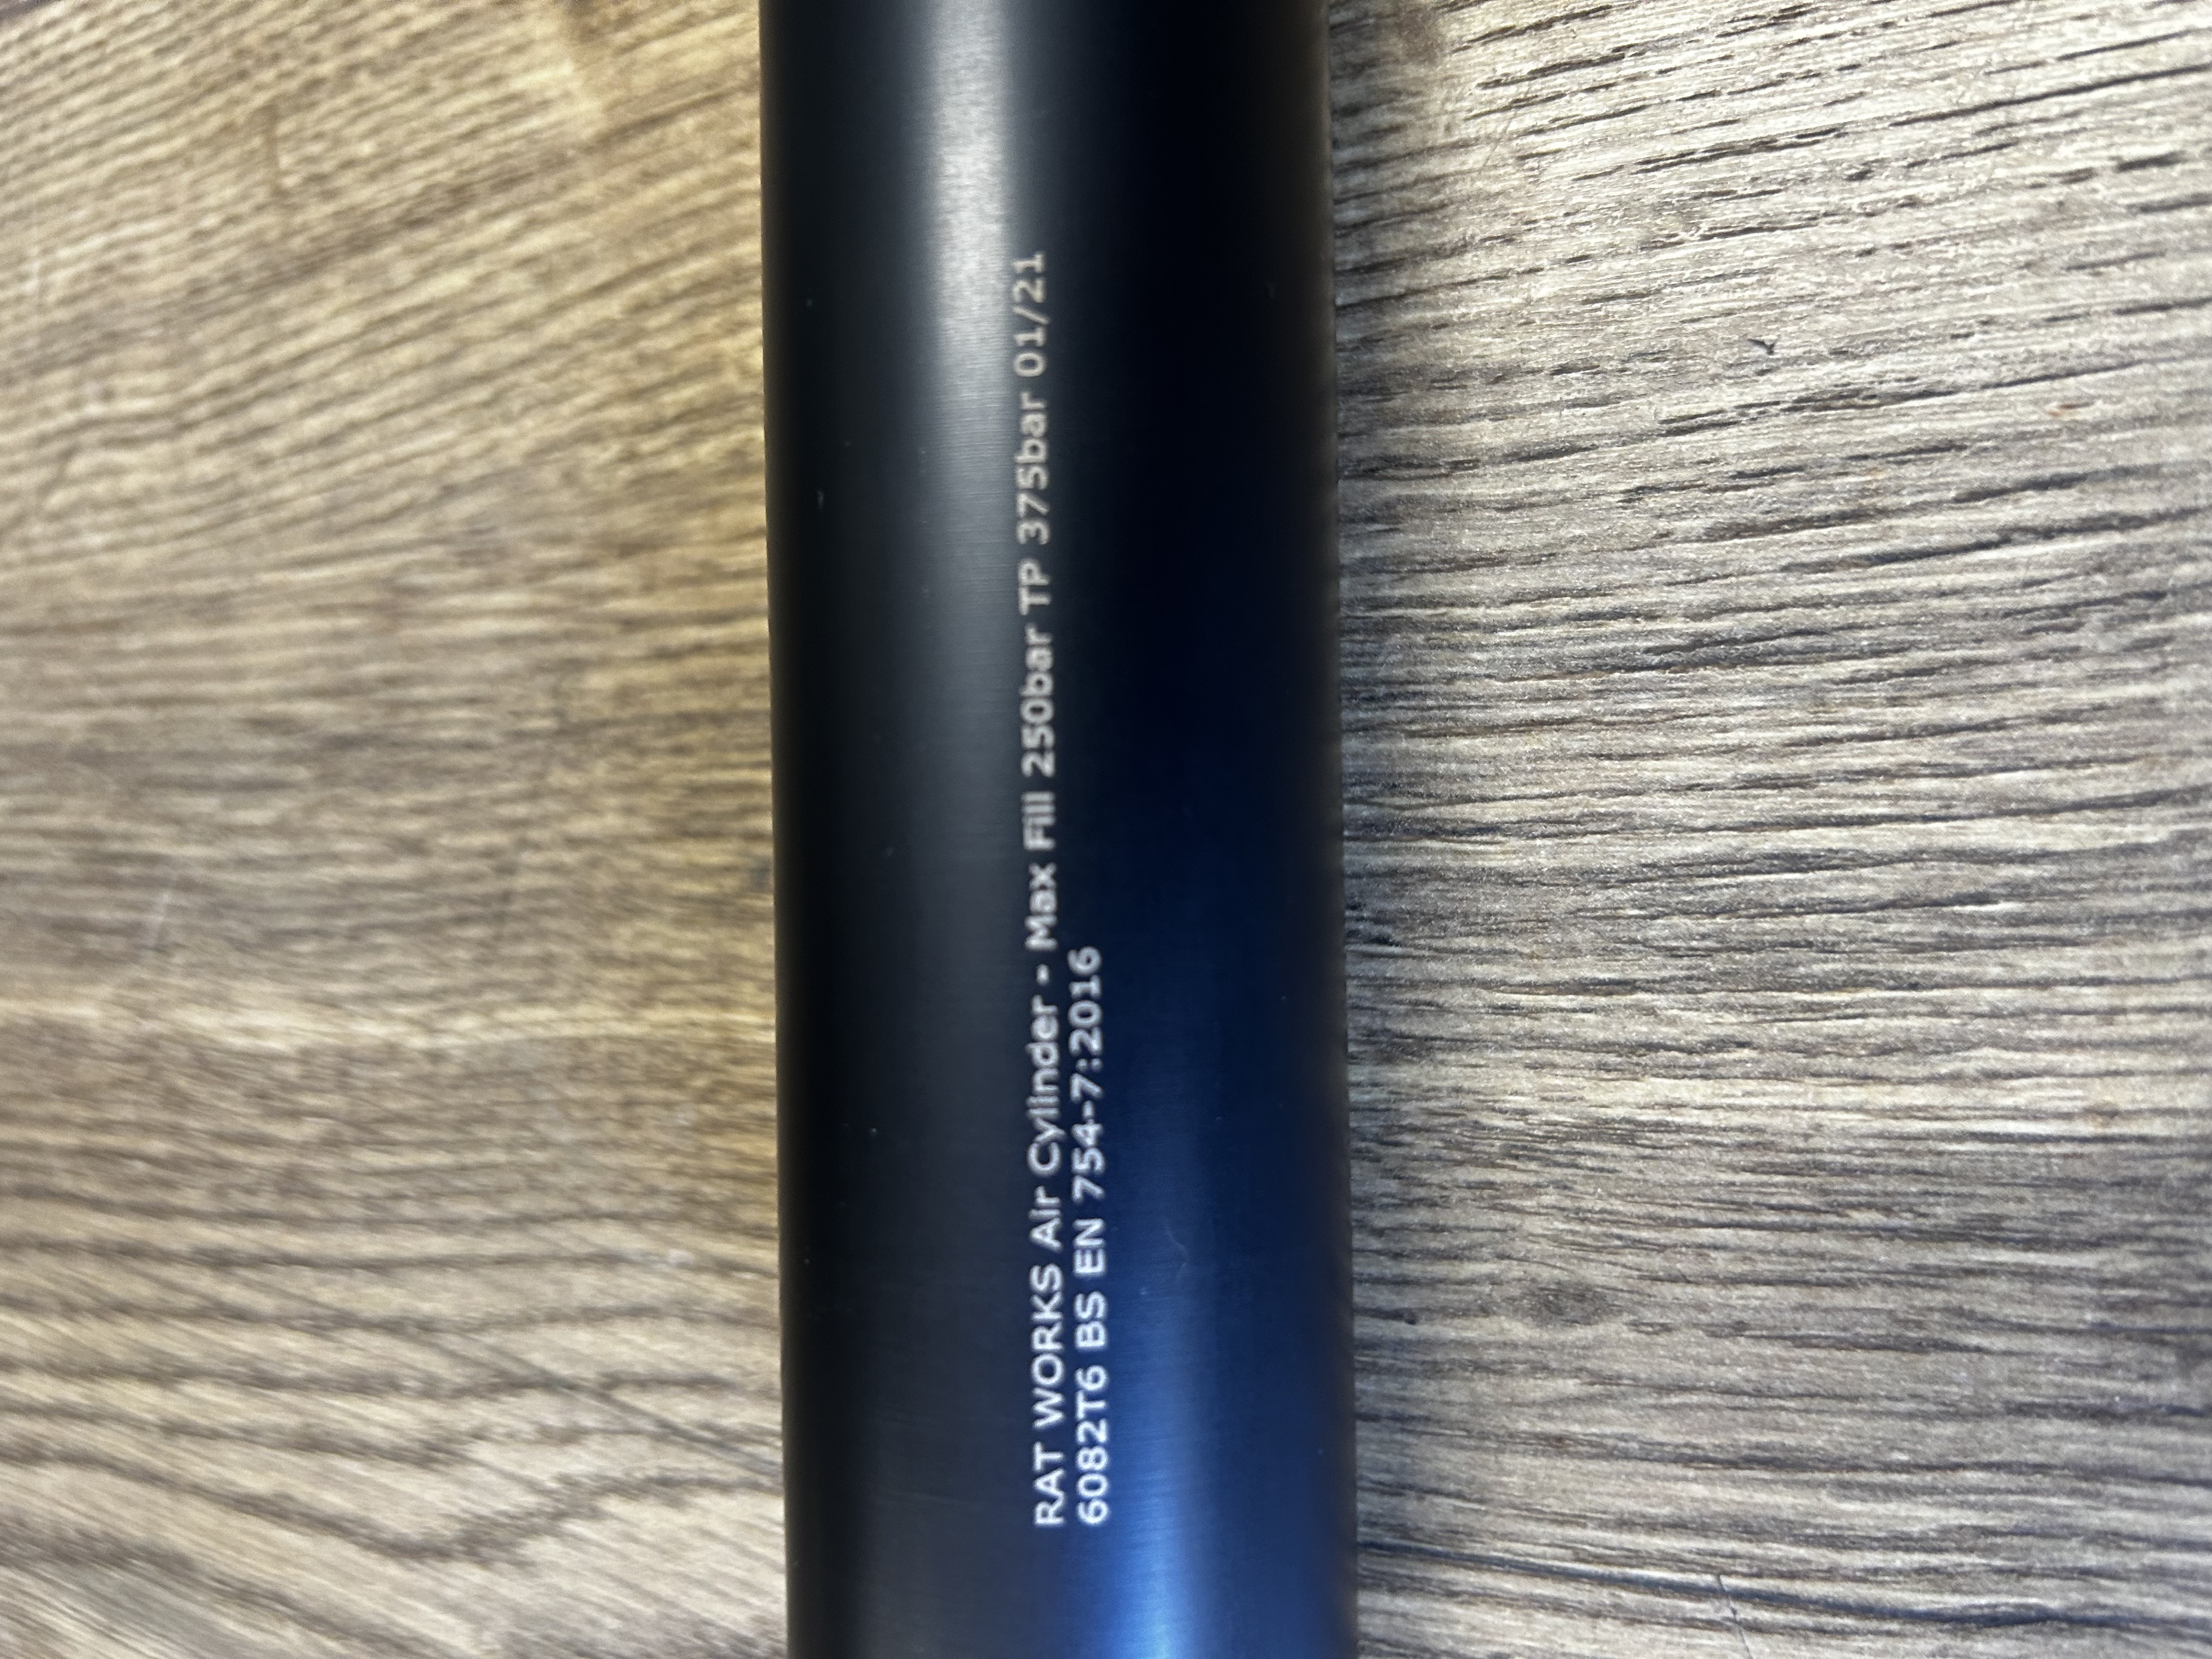 RAT WORKS Air Cylinder - Max Fill 250bar TP 375bar 01/21
6082T6 BS EN 754-7:2016